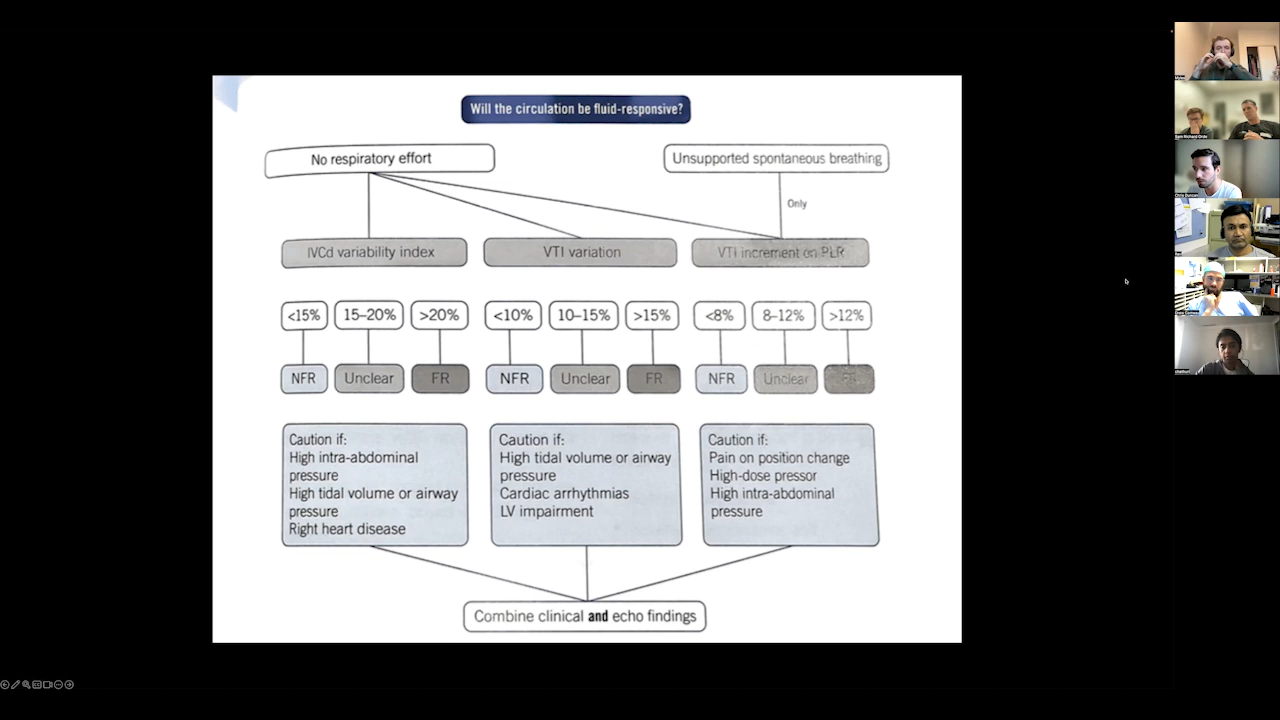 Will the circulation be fluid-responsive?
No respiratory effort
Unsupported spontaneous breathing
Only
IVCd variability index
VTI variation
VTI increment on PLR
<15%
15–20%
>20%
<10%
10–15%
>15%
<8%
8–12%
>12%
NFR
Unclear
FR
NFR
Unclear
FR
NFR
Unclear
FR
Caution if:
High intra-abdominal
pressure
High tidal volume or airway
pressure
Right heart disease
Caution if:
High tidal volume or airway
pressure
Cardiac arrhythmias
LV impairment
Caution if:
Pain on position change
High-dose pressor
High intra-abdominal
pressure
Combine clinical and echo findings